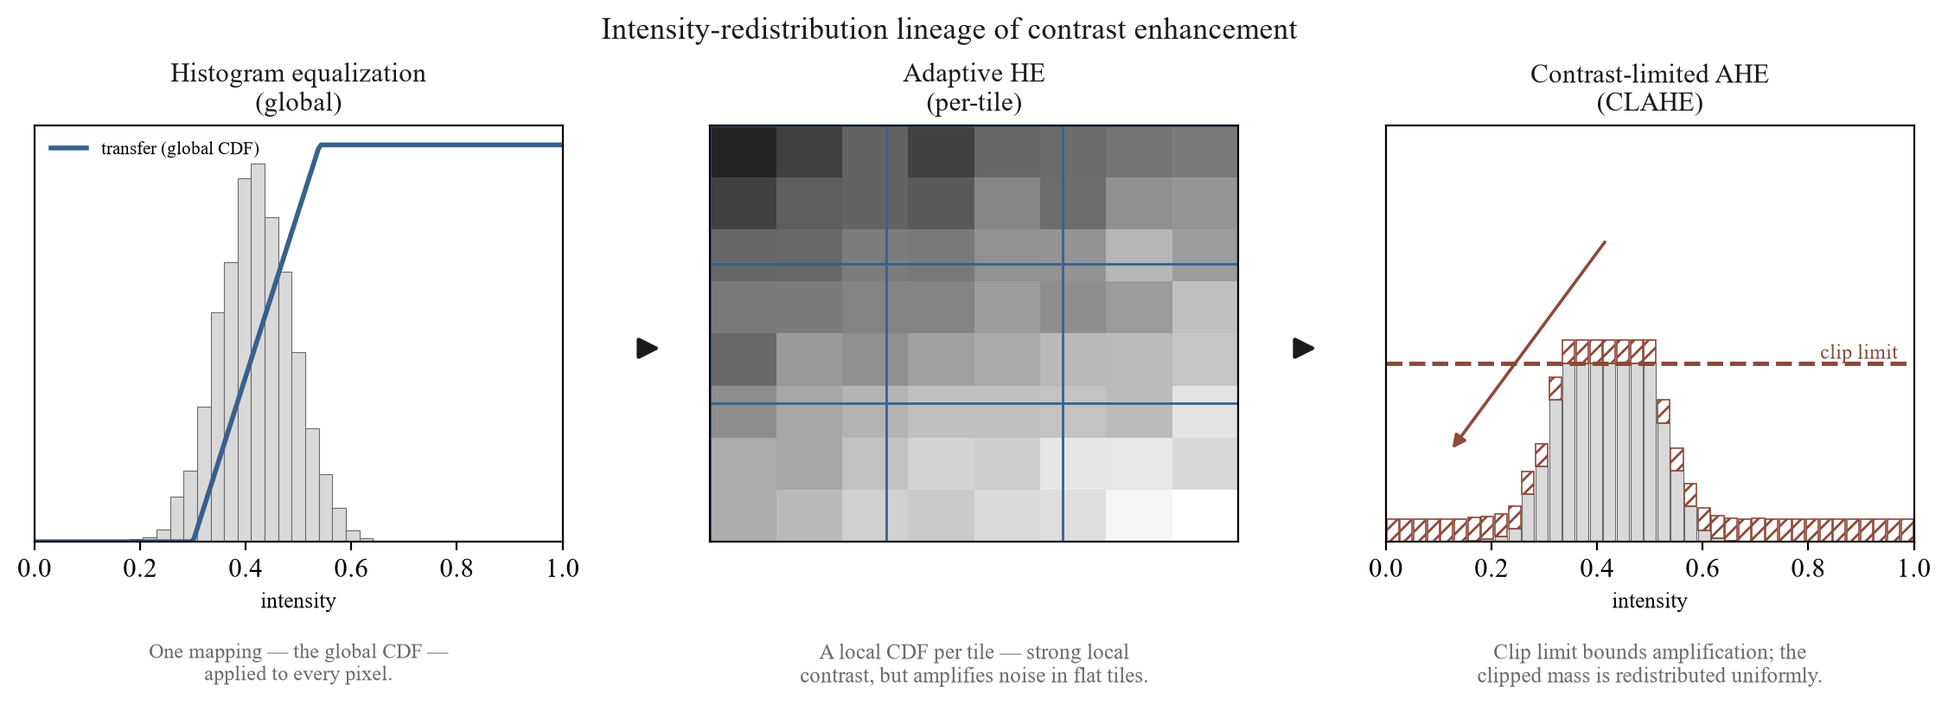 Intensity-redistribution lineage of contrast enhancement
Histogram equalization
(global)
transfer (global CDF)
0.0 0.2 0.4 0.6 0.8 1.0
intensity
One mapping — the global CDF —
applied to every pixel.
Adaptive HE
(per-tile)
A local CDF per tile — strong local
contrast, but amplifies noise in flat tiles.
Contrast-limited AHE
(CLAHE)
clip limit
0.0 0.2 0.4 0.6 0.8 1.0
intensity
Clip limit bounds amplification; the
clipped mass is redistributed uniformly.